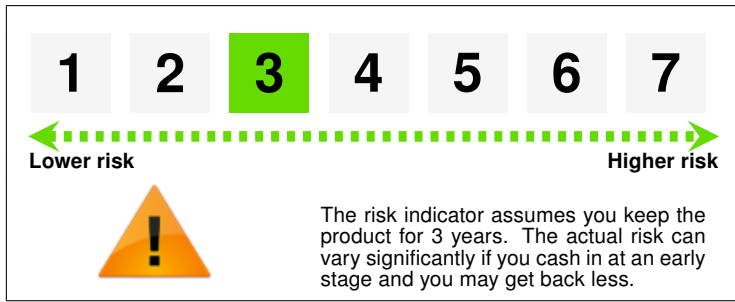 1 2 3 4 5 6 7
Lower risk Higher risk
The risk indicator assumes you keep the
product for 3 years. The actual risk can
vary significantly if you cash in at an early
stage and you may get back less.